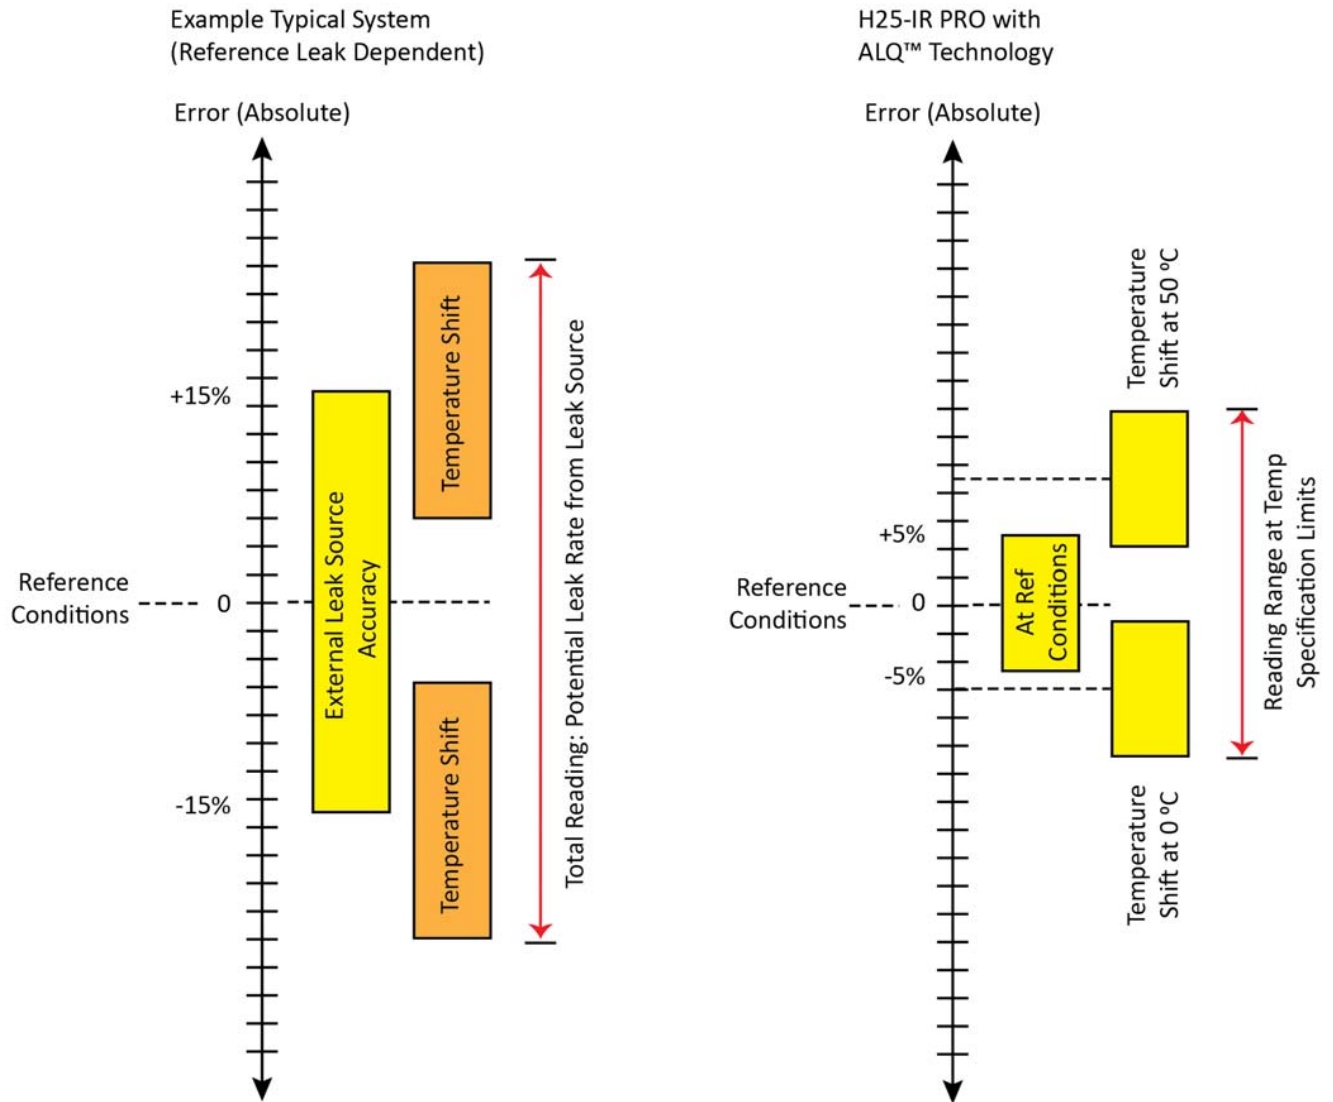 Example Typical System
(Reference Leak Dependent)
Error (Absolute)
+15%
Reference
Conditions
0
-15%
External Leak Source
Accuracy
Temperature Shift
Temperature Shift
Total Reading: Potential Leak Rate from Leak Source
H25-IR PRO with
ALQ™ Technology
Error (Absolute)
+5%
Reference
Conditions
0
-5%
At Ref
Conditions
Temperature
Shift at 50 ºC
Temperature
Shift at 0 ºC
Reading Range at Temp
Specification Limits